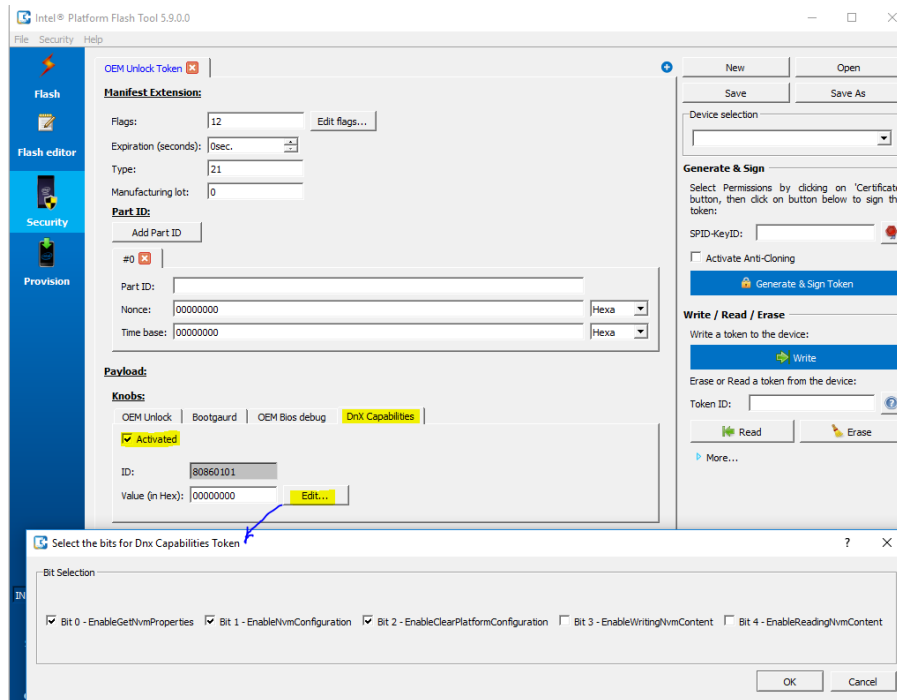 Intel® Platform Flash Tool 5.9.0.0
File Security Help
Flash
Flash editor
Security
Provision
IN
OEM Unlock Token
Manifest Extension:
Flags: 12 Edit flags...
Expiration (seconds): 0sec.
Type: 21
Manufacturing lot: 0
Part ID:
Add Part ID
#0
Part ID:
Nonce: 00000000 Hexa
Time base: 00000000 Hexa
Payload:
Knobs:
OEM Unlock Bootgaurd OEM Bios debug DnX Capabilities
Activated
ID: 80860101
Value (in Hex): 00000000 Edit...
New Open
Save Save As
Device selection
Generate & Sign
Select Permissions by clicking on 'Certificate
button, then click on button below to sign th
token:
SPID-KeyID:
Activate Anti-Cloning
Generate & Sign Token
Write / Read / Erase
Write a token to the device:
Write
Erase or Read a token from the device:
Token ID:
Read Erase
More...
Select the bits for Dnx Capabilities Token ?
Bit Selection
Bit 0 - EnableGetNvmProperties Bit 1 - EnableNvmConfiguration Bit 2 - EnableClearPlatformConfiguration Bit 3 - EnableWritingNvmContent Bit 4 - EnableReadingNvmContent
OK Cancel